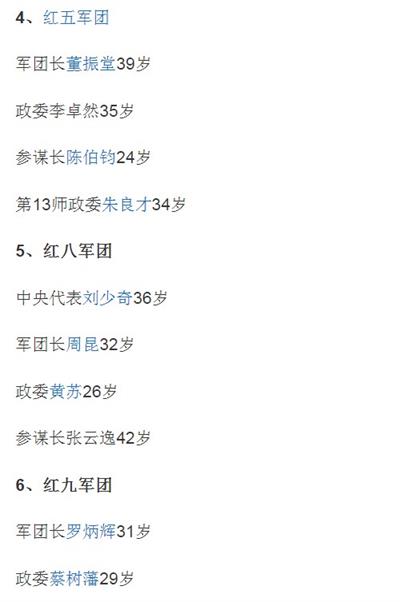 4、红五军团
军团长董振堂39岁
政委李卓然35岁
参谋长陈伯钧24岁
第13师政委朱良才34岁
5、红八军团
中央代表刘少奇36岁
军团长周昆32岁
政委黄苏26岁
参谋长张云逸42岁
6、红九军团
军团长罗炳辉31岁
政委蔡树藩29岁